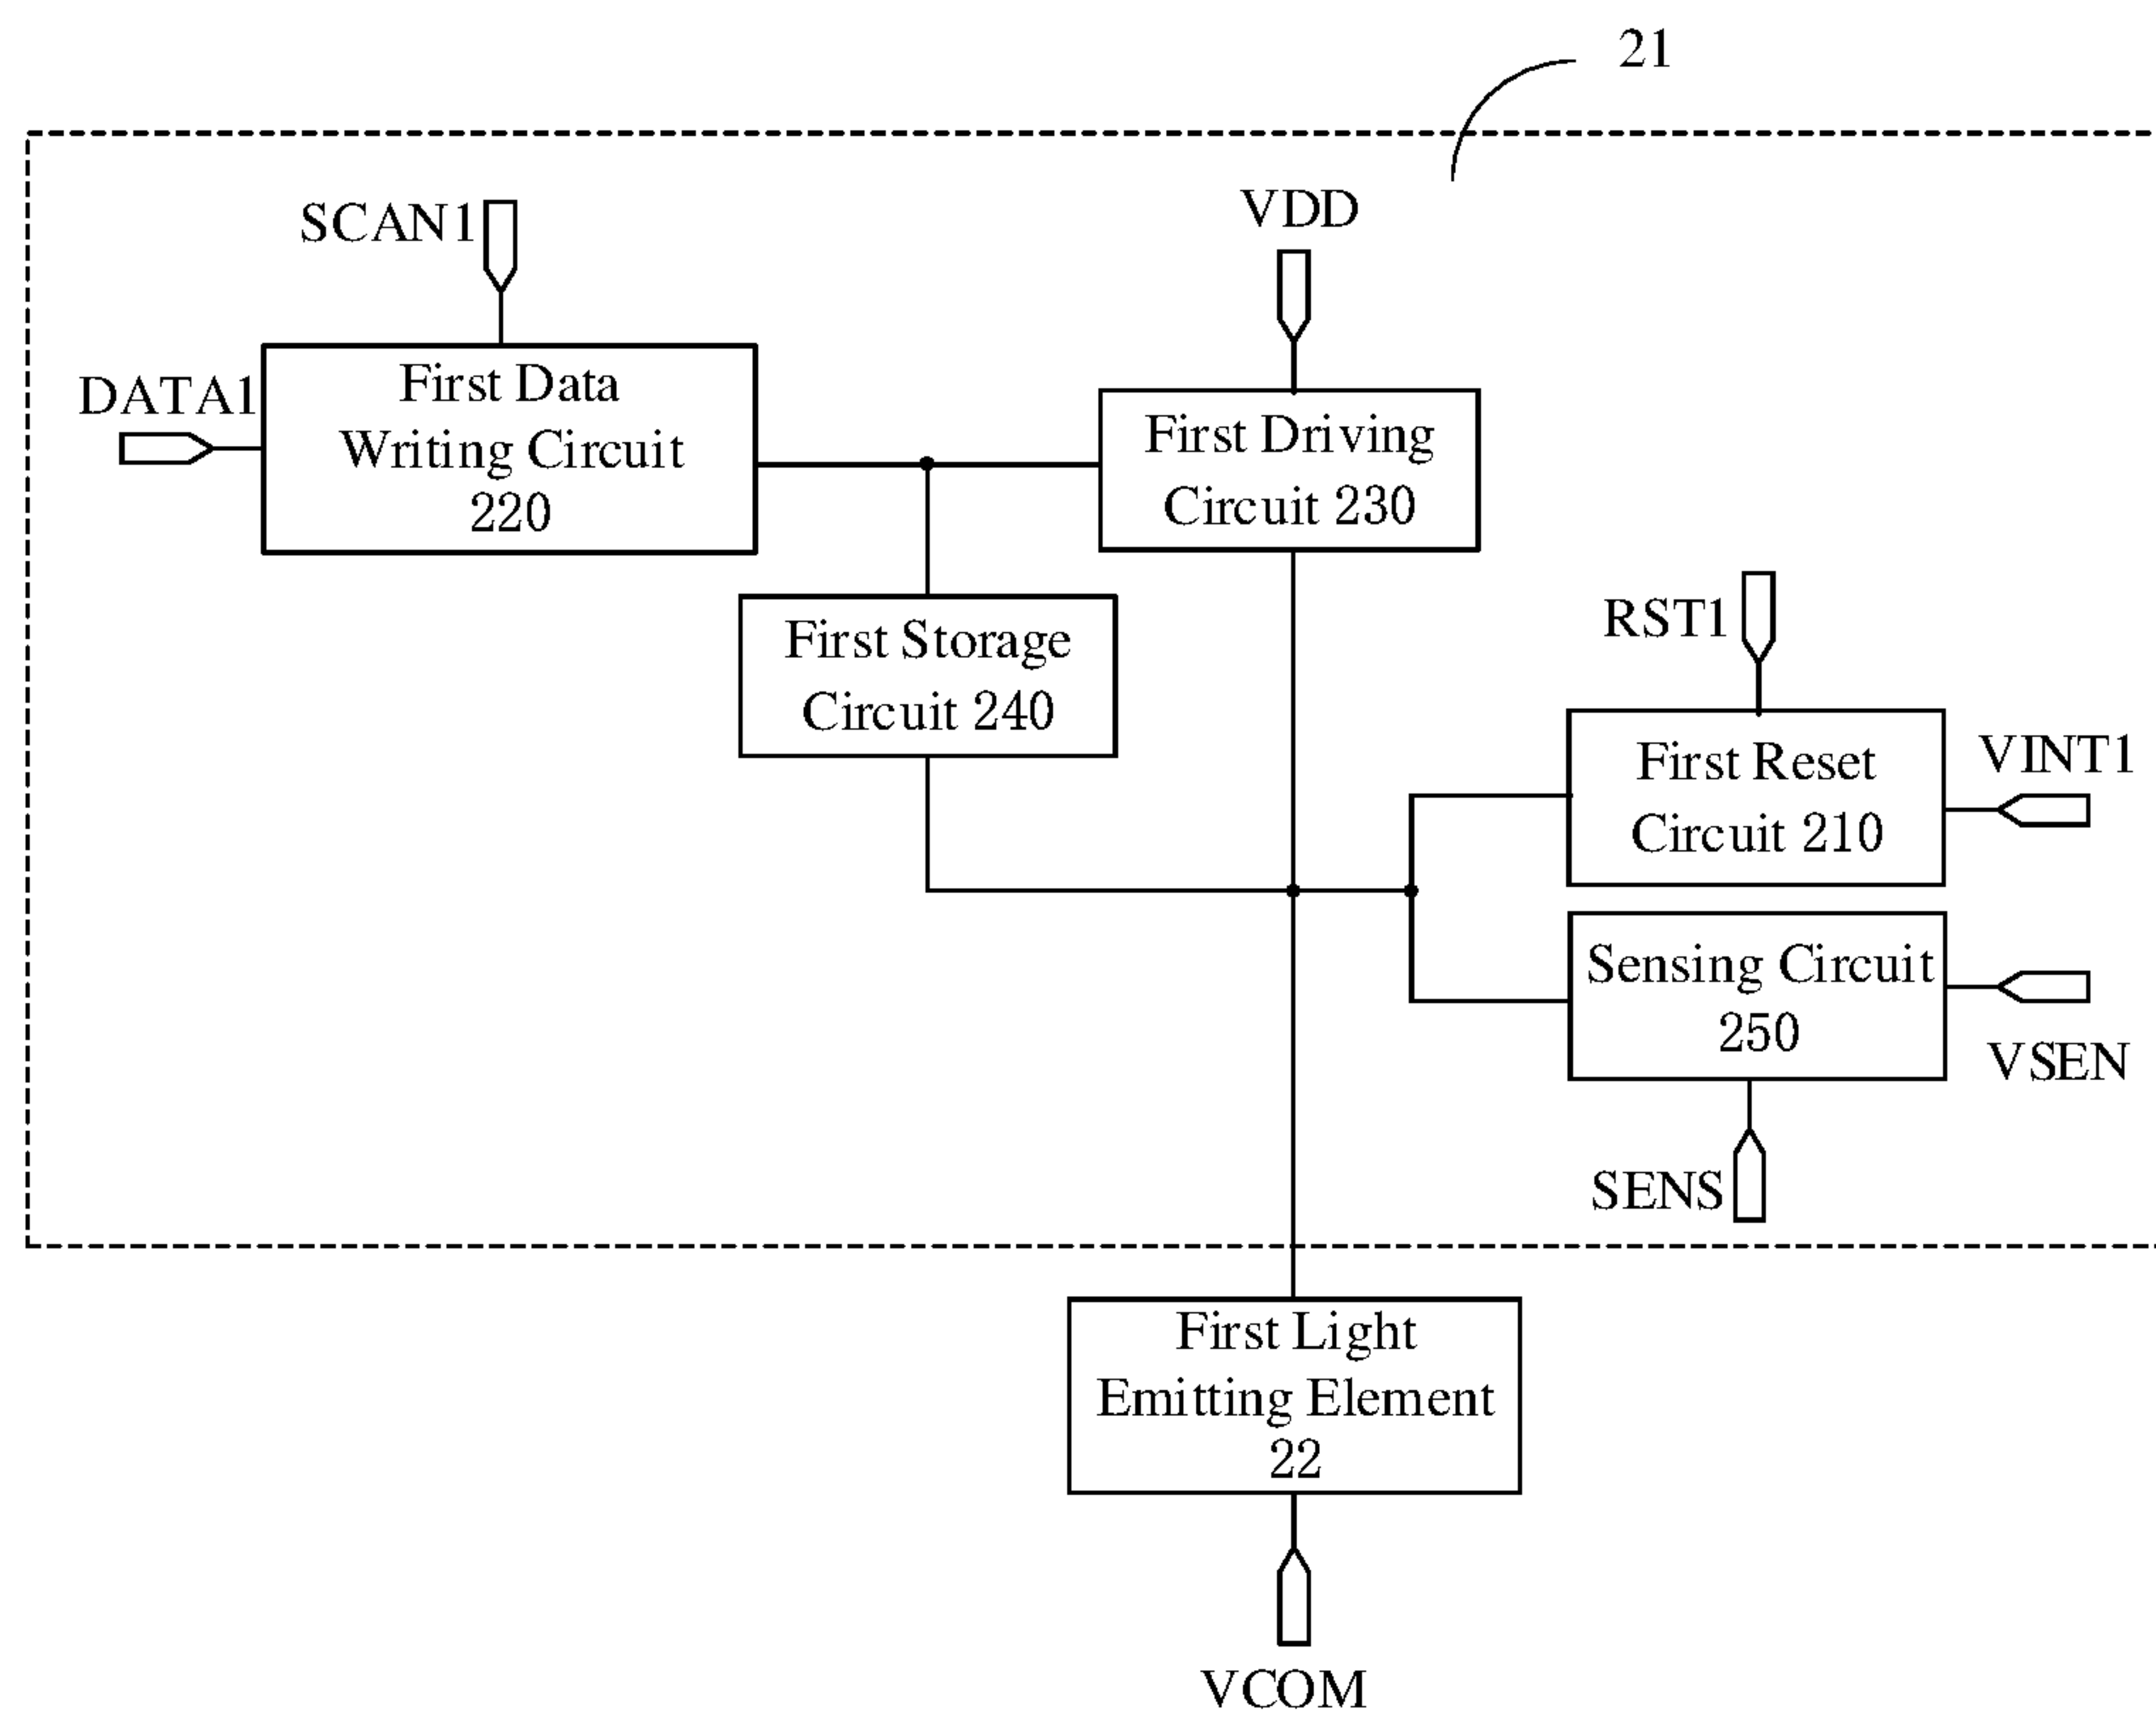 21
VDD
SCAN1
DATA1
First Data
Writing Circuit
220
First Driving
Circuit 230
RST1
First Storage
Circuit 240
First Reset
Circuit 210
VINT1
Sensing Circuit
250
VSEN
SENS
First Light
Emitting Element
22
VCOM